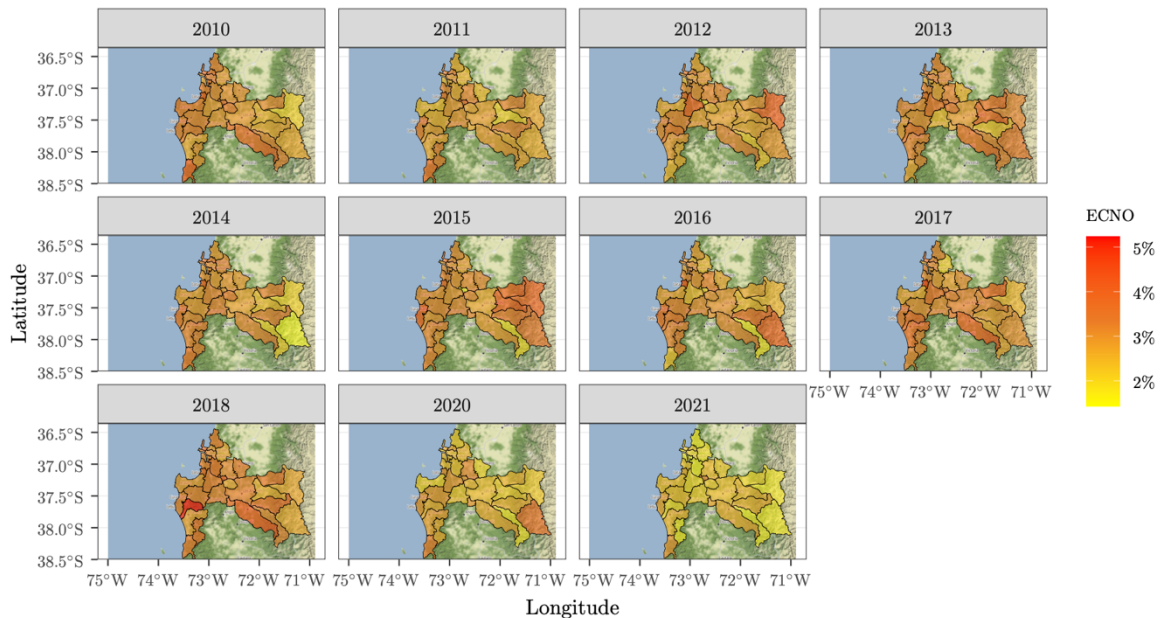 2010 2011 2012 2013
36.5°S
37.0°S
37.5°S
38.0°S
38.5°S
2014 2015 2016 2017
36.5°S
37.0°S
37.5°S
38.0°S
38.5°S
75°W 74°W 73°W 72°W 71°W
2018 2020 2021
36.5°S
37.0°S
37.5°S
38.0°S
38.5°S
75°W 74°W 73°W 72°W 71°W 75°W 74°W 73°W 72°W 71°W 75°W 74°W 73°W 72°W 71°W
Latitude
Longitude
ECNO
5%
4%
3%
2%